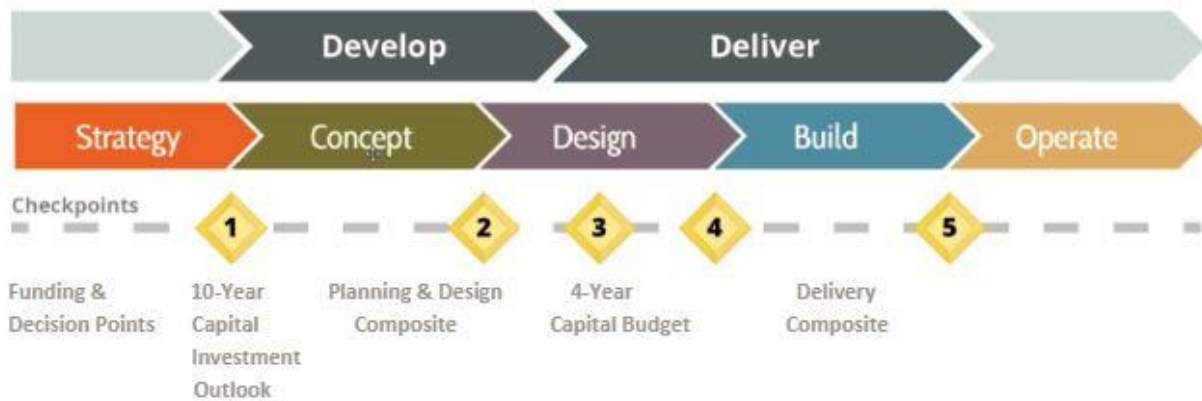 Develop Deliver
Strategy Concept Design Build Operate
Checkpoints
1 2 3 4 5
Funding & 10-Year Planning & Design 4-Year Delivery
Decision Points Capital Composite Capital Budget Composite
Investment
Outlook